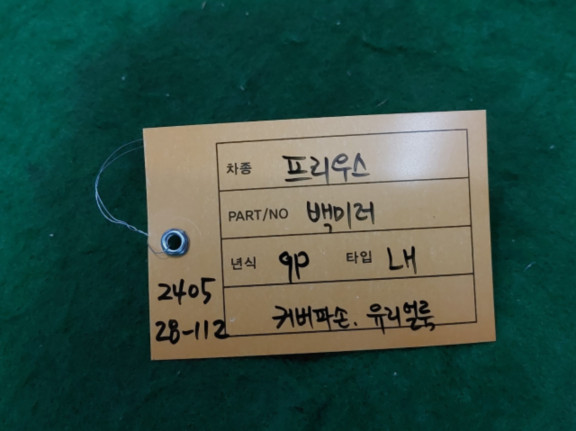 차종 프리우스
PART/NO 백미러
년식 9P 타입 LH
커버파손. 유리얼룩
2405
28-112